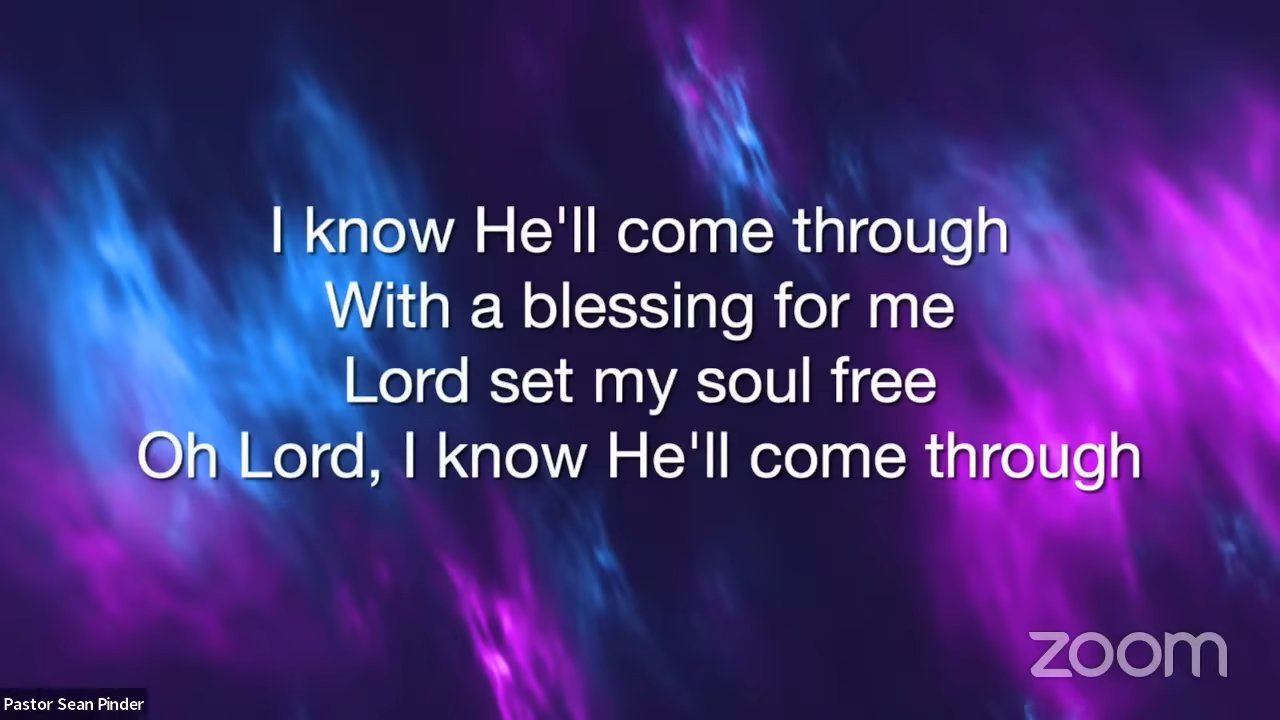 I know He'll come through
With a blessing for me
Lord set my soul free
Oh Lord, I know He'll come through
zoom
Pastor Sean Pinder